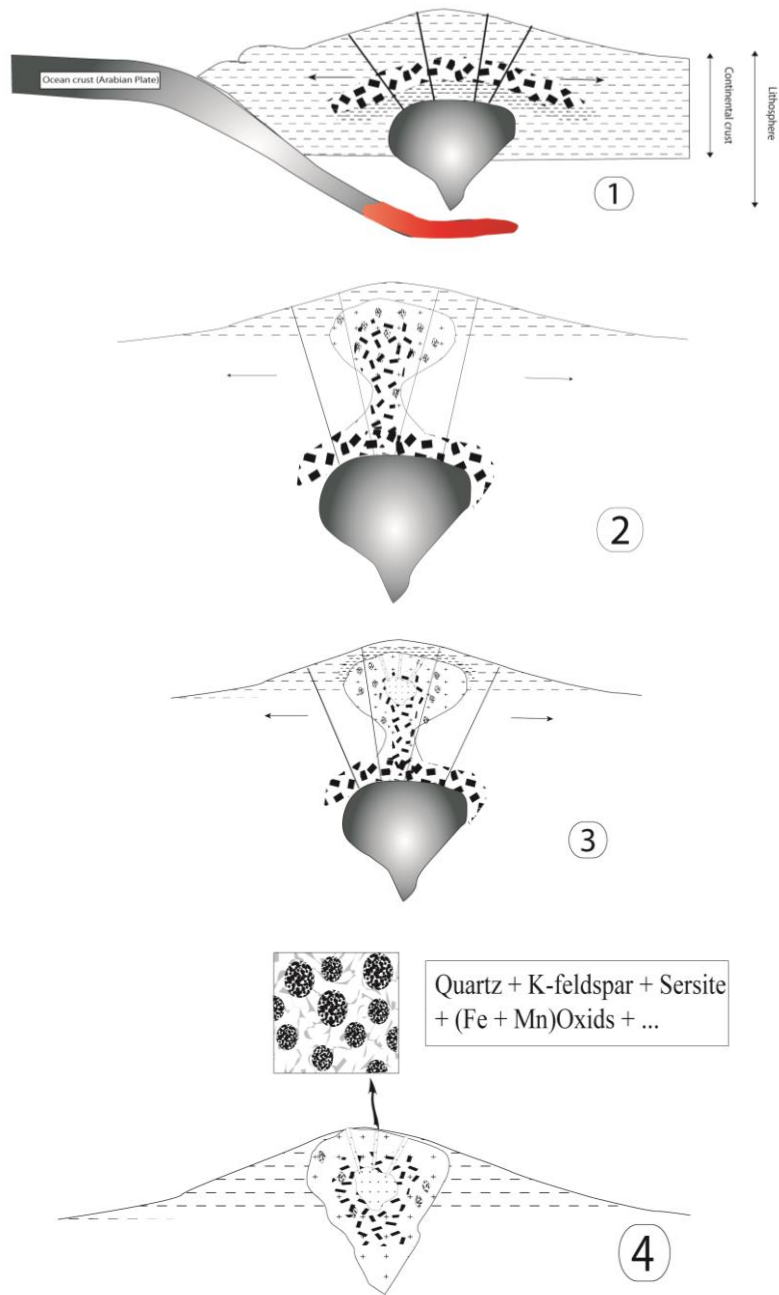 Ocean crust (Arabian Plate)
Continental crust
Lithosphere
1
2
3
Quartz + K-feldspar + Sersite
+ (Fe + Mn)Oxids + ...
4